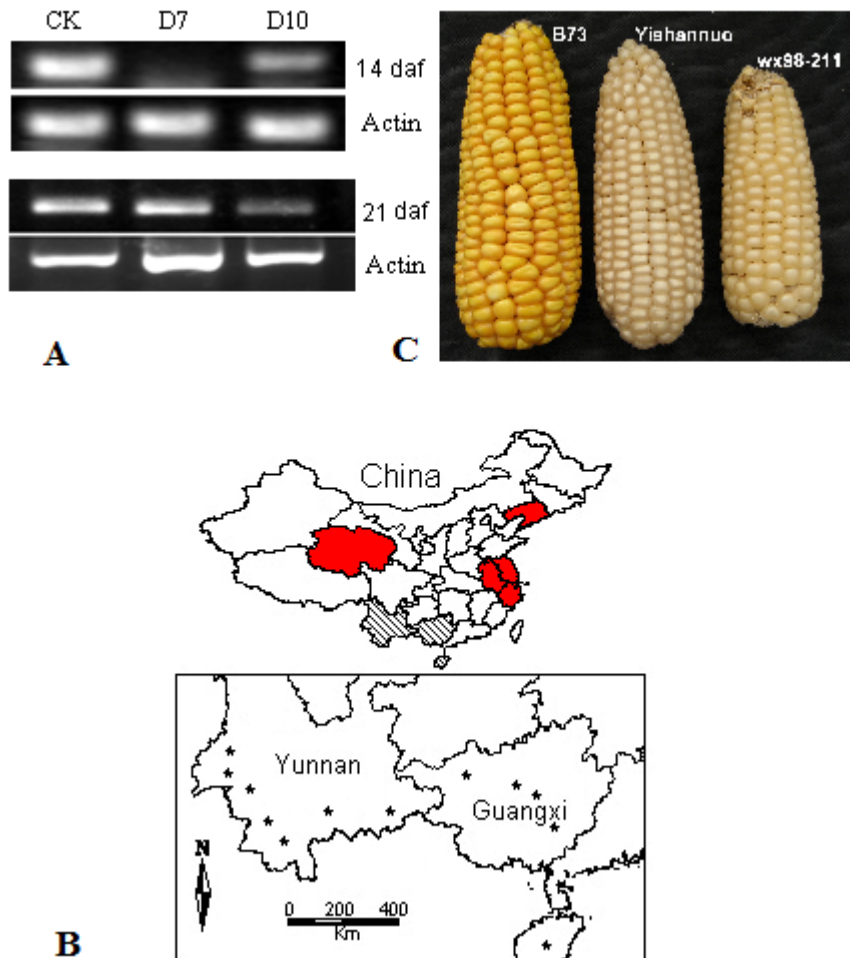 CK D7 D10
14 daf
Actin
21 daf
Actin
A
B73 Yishannuo wx98-211
C
China
Yunnan
Guangxi
N
0 200 400
Km
B